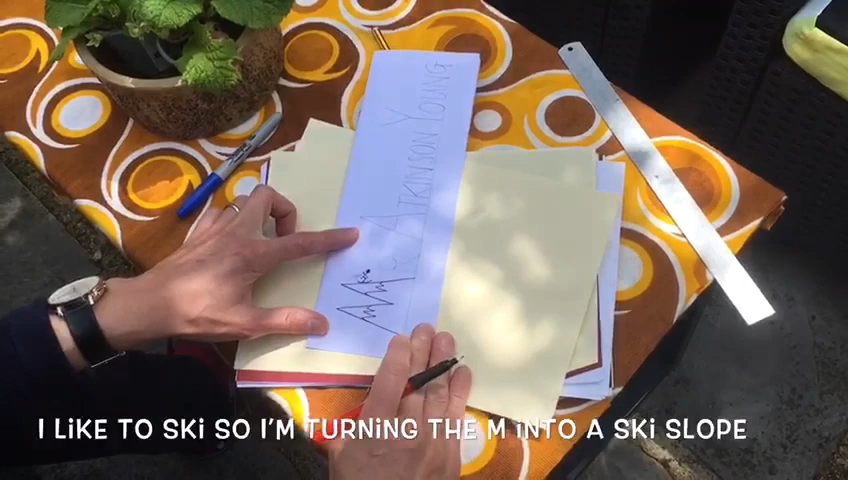 M K ATKINSON YOUNG
I LIKE TO SKI SO I'M TURNING THE M INTO A SKI SLOPE